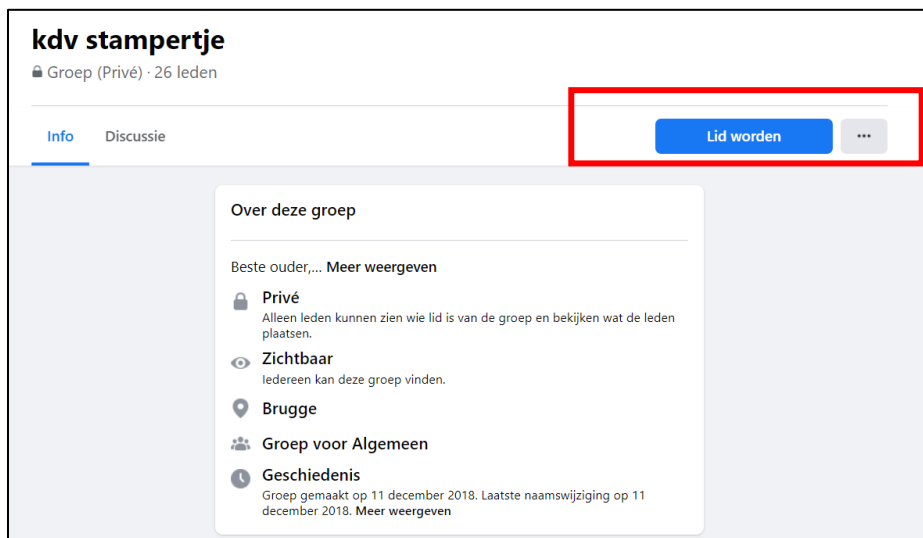 kdv stampertje
Groep (Privé) · 26 leden
Info Discussie Lid worden ···
Over deze groep
Beste ouder,... Meer weergeven
Privé
Alleen leden kunnen zien wie lid is van de groep en bekijken wat de leden
plaatsen.
Zichtbaar
Iedereen kan deze groep vinden.
Brugge
Groep voor Algemeen
Geschiedenis
Groep gemaakt op 11 december 2018. Laatste naamswijziging op 11
december 2018. Meer weergeven